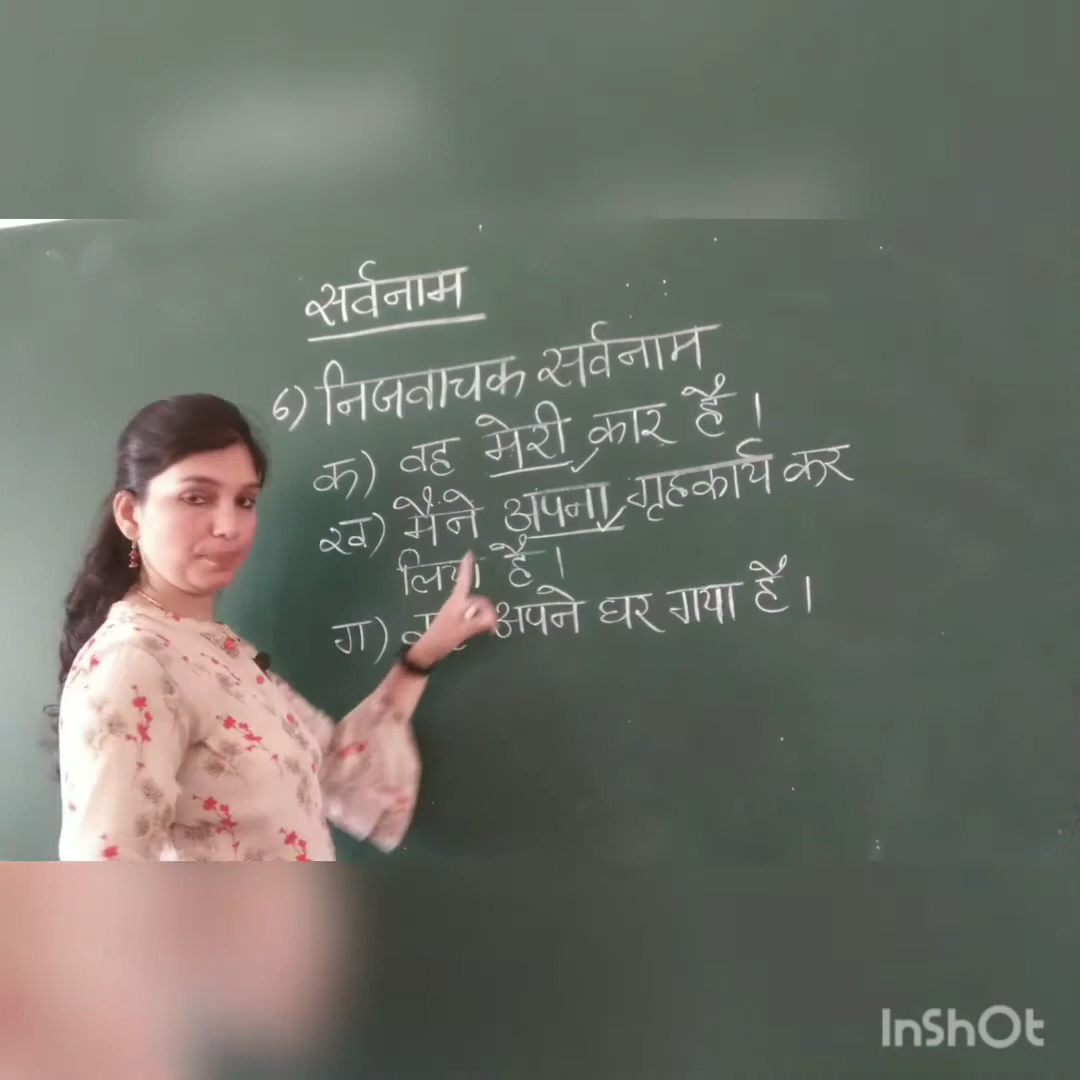 सर्वनाम
6) निजवाचक सर्वनाम
क) वह मेरी कार है।
ख) मैंने अपना गृहकार्य कर
लिया है।
ग) अपने घर गया है।
InShOt